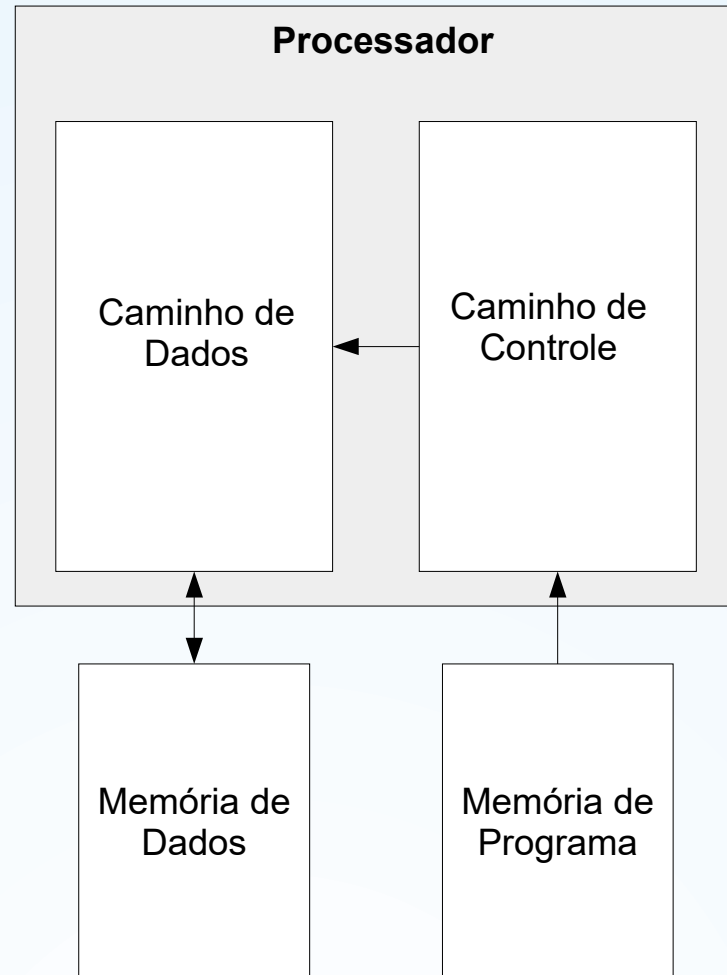 Processador
Caminho de
Dados
Caminho de
Controle
Memória de
Dados
Memória de
Programa